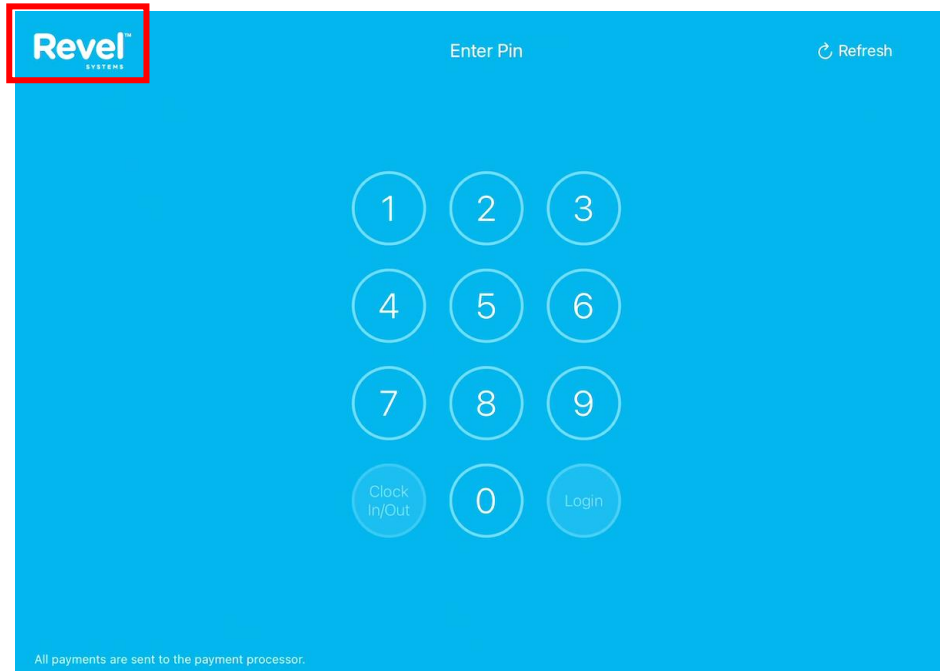 Revel™
SYSTEMS
Enter Pin
Refresh
1 2 3
4 5 6
7 8 9
Clock
In/Out
0
Login
All payments are sent to the payment processor.